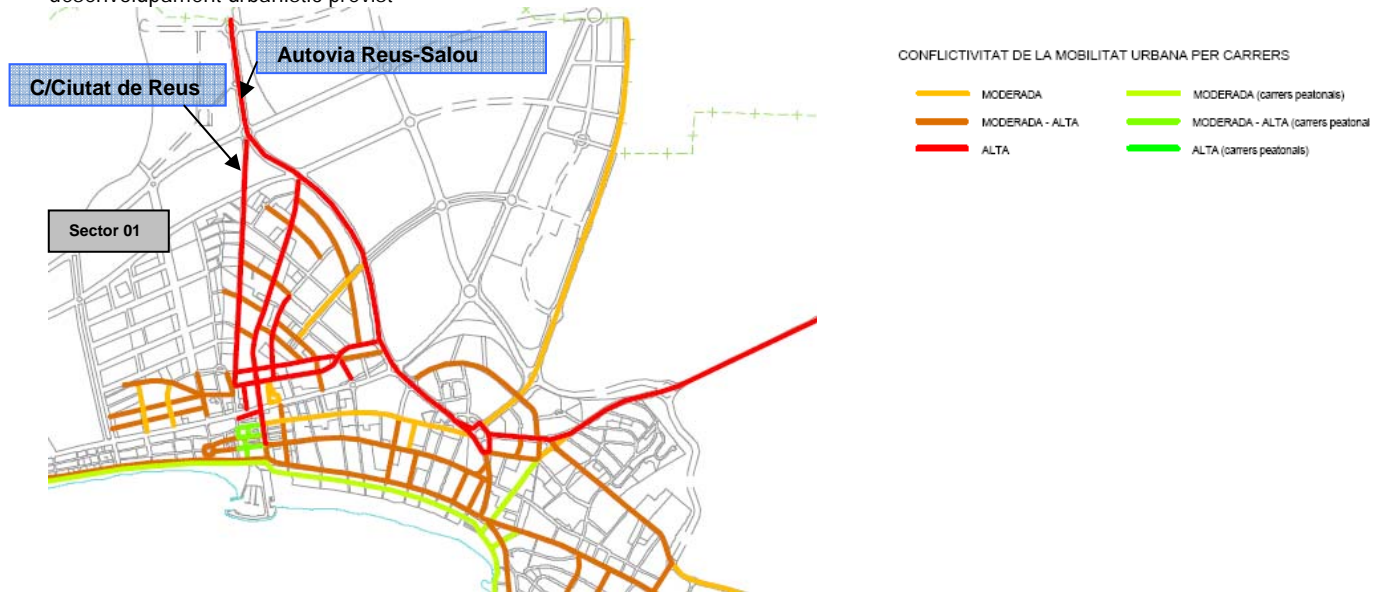 desenvolupament urbanístic previst
Autovia Reus-Salou
C/Ciutat de Reus
Sector 01
CONFLICTIVITAT DE LA MOBILITAT URBANA PER CARRERS
MODERADA
MODERADA (carrers peatonals)
MODERADA - ALTA
MODERADA - ALTA (carrers peatonal
ALTA
ALTA (carrers peatonals)